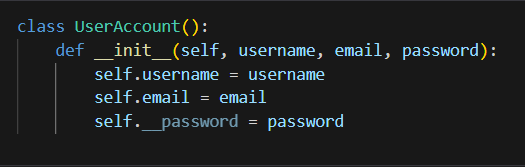 class UserAccount():
    def __init__(self, username, email, password):
        self.username = username
        self.email = email
        self.__password = password